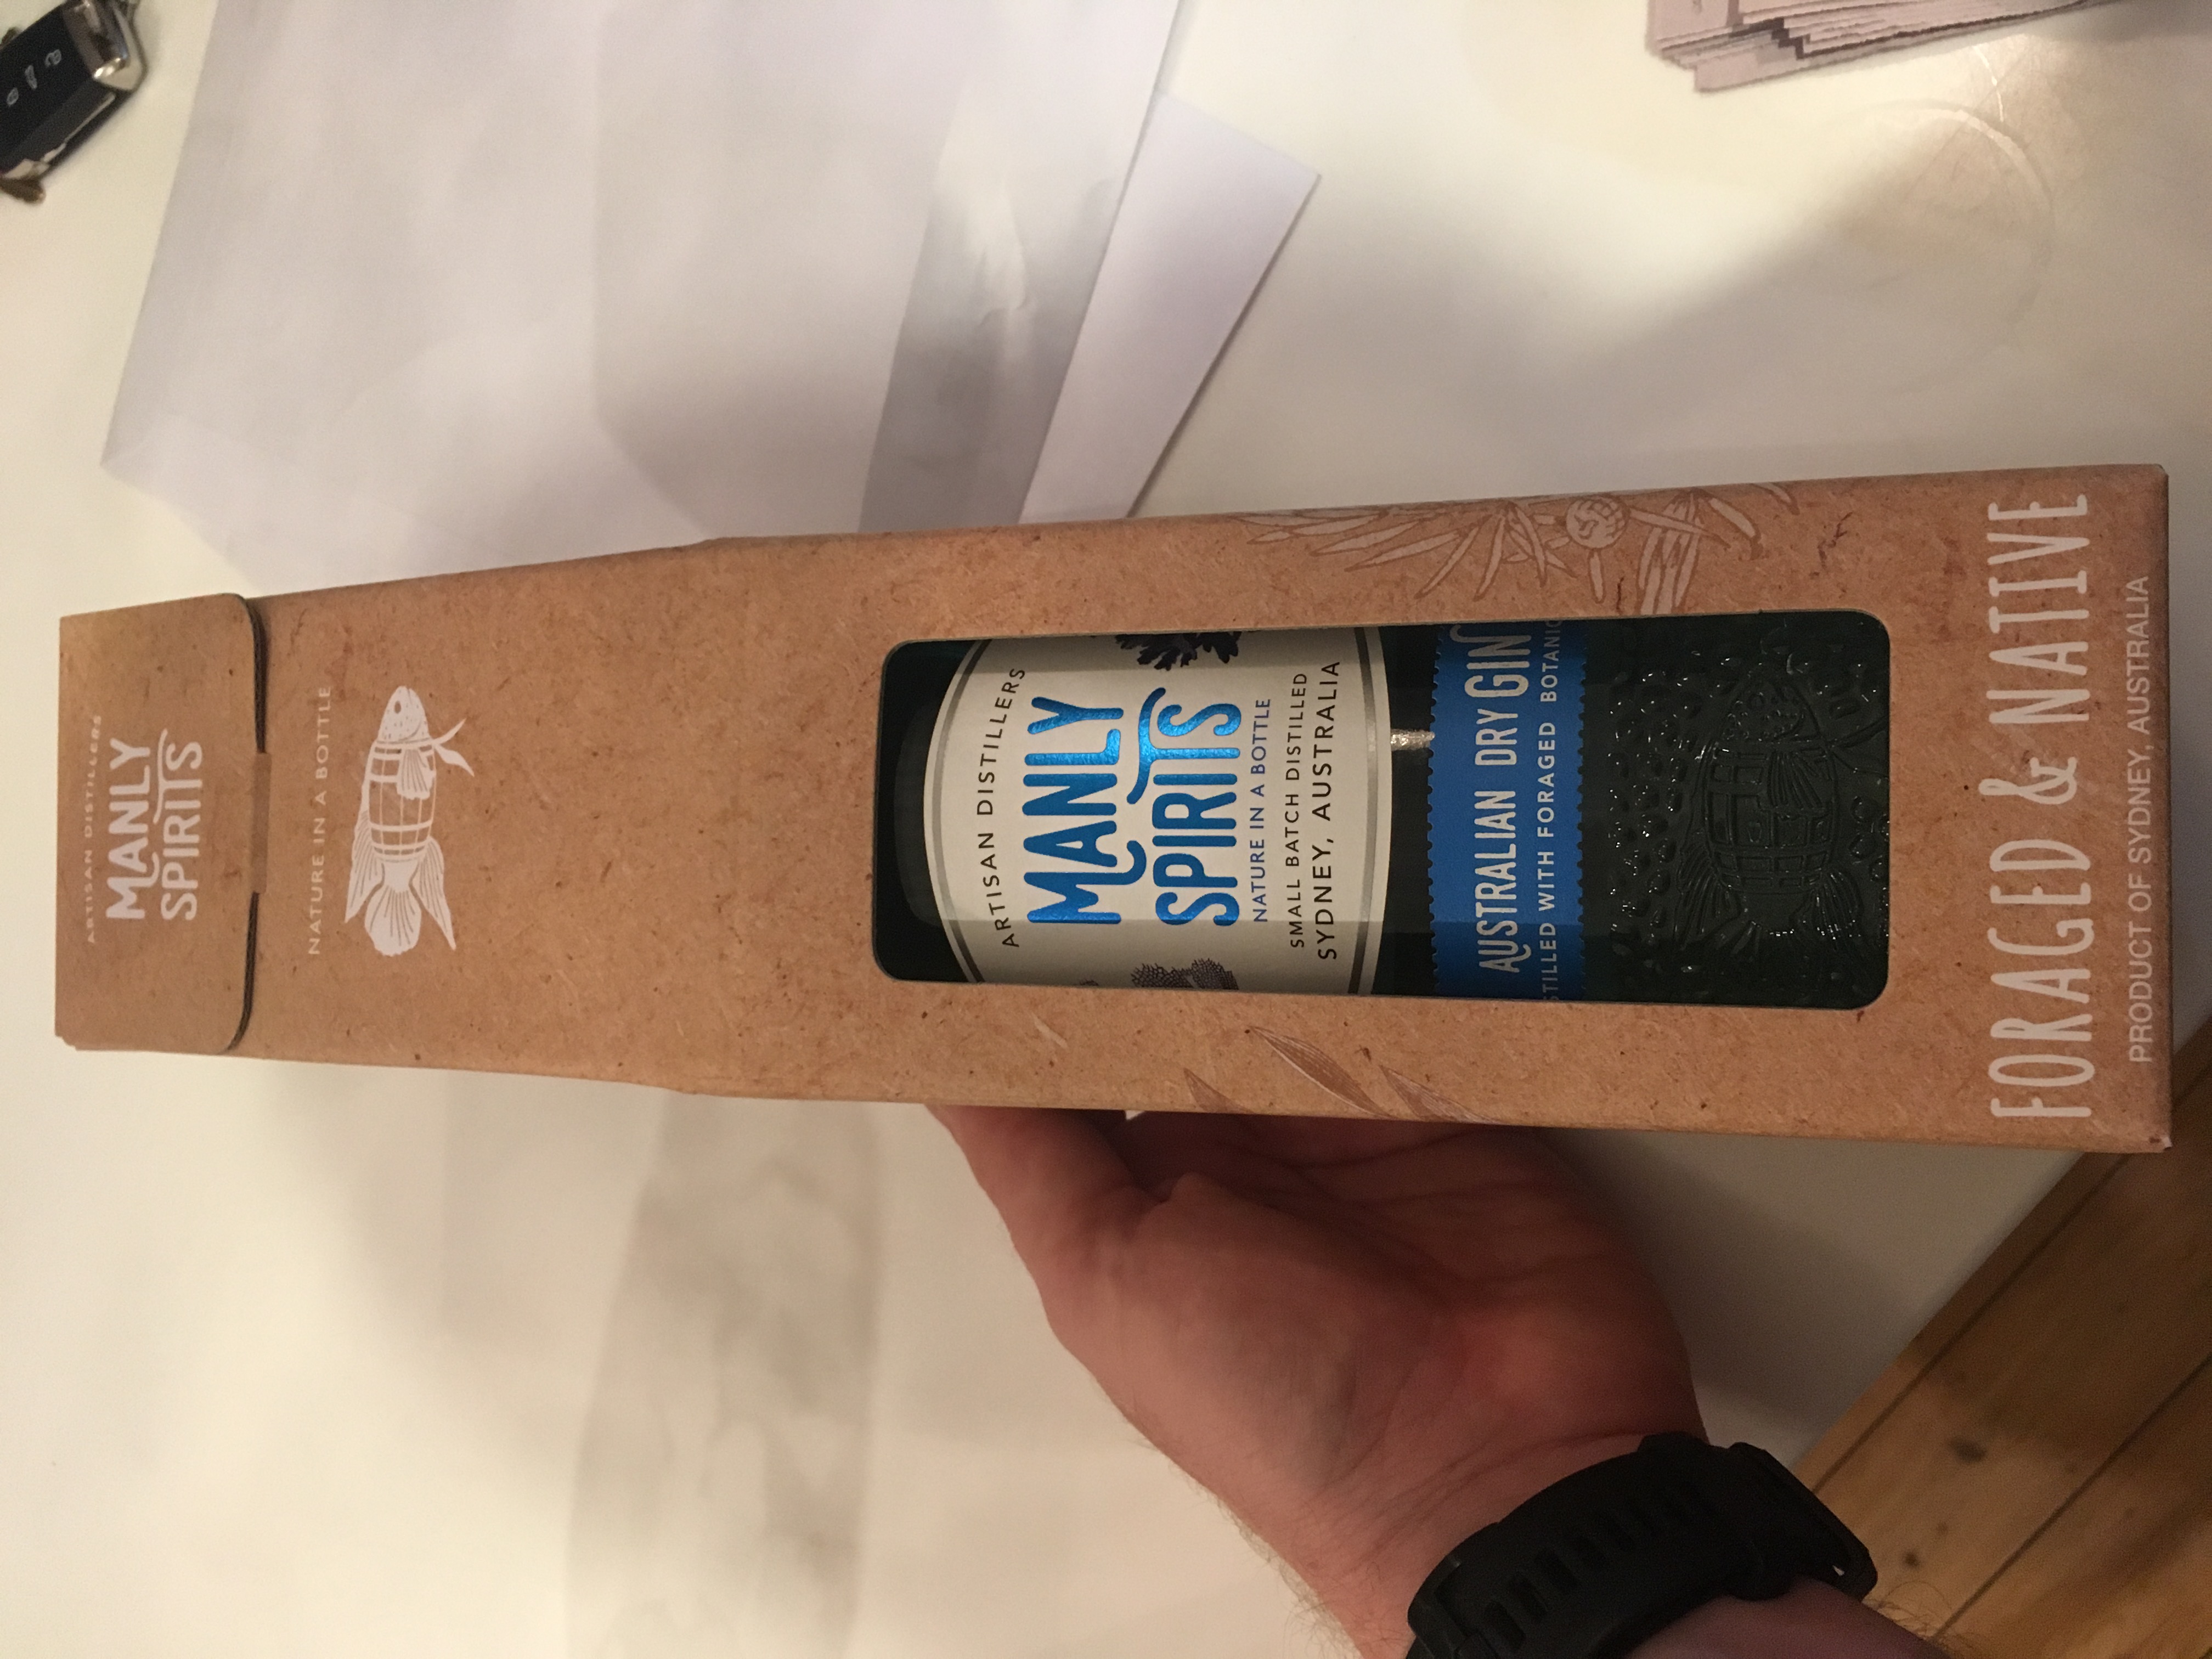 ARTISAN DISTILLERS
MANLY
SPIRITS
NATURE IN A BOTTLE
ARTISAN DISTILLERS
MANLY
SPIRITS
NATURE IN A BOTTLE
SMALL BATCH DISTILLED
SYDNEY, AUSTRALIA
AUSTRALIAN DRY GIN
STILLED WITH FORAGED BOTANIC
FORAGED & NATIVE
PRODUCT OF SYDNEY, AUSTRALIA